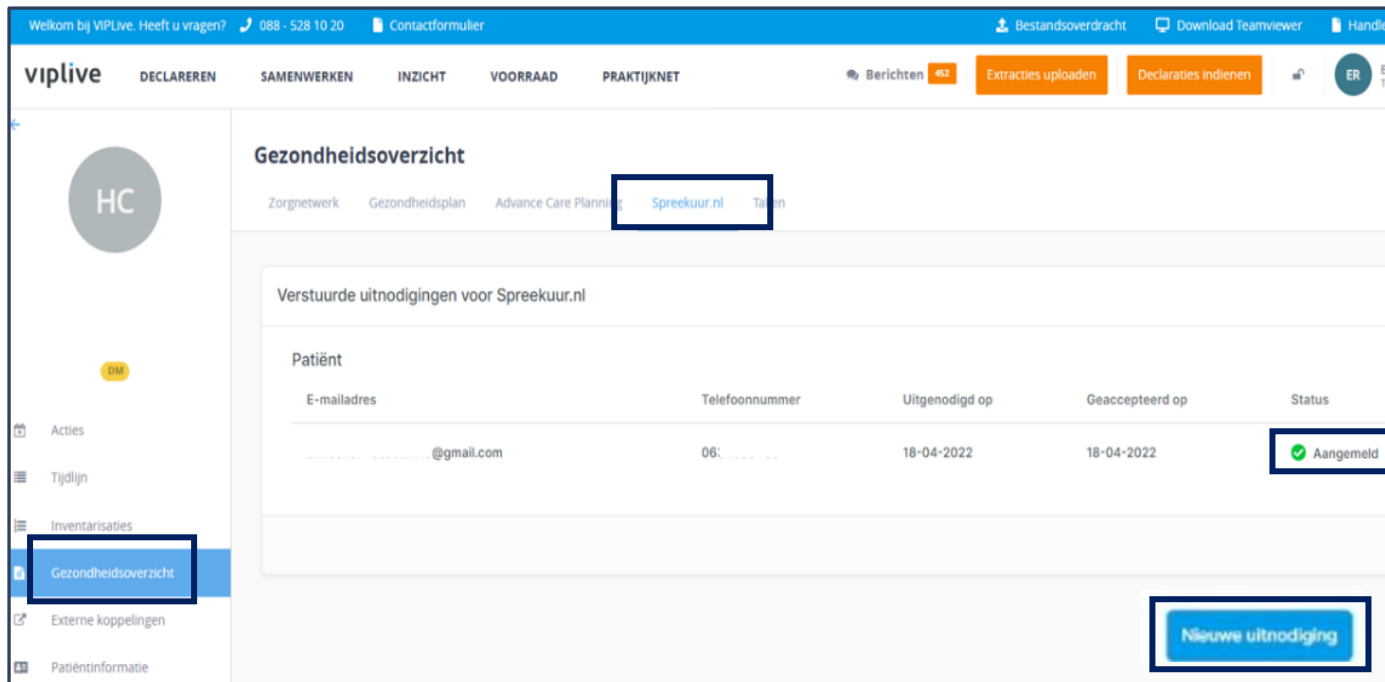 Welkom bij VIPLive. Heeft u vragen? 088 - 528 10 20 Contactformulier Bestandsoverdracht Download Teamviewer
viplive DECLAREREN SAMENWERKEN INZICHT VOORRAAD PRAKTIJKNET Berichten 452 Extracties uploaden Declaraties indienen ER
HC
Gezondheidsoverzicht
Zorgnetwerk Gezondheidsplan Advance Care Planning Spreekuur.nl Taken
Verstuurde uitnodigingen voor Spreekuur.nl
Patiënt
DM
E-mailadres Telefoonnummer Uitgenodigd op Geaccepteerd op Status
@gmail.com 06 18-04-2022 18-04-2022 Aangemeld
Acties
Tijdlijn
Inventarisaties
Gezondheidsoverzicht
Externe koppelingen
Patiëntinformatie
Nieuwe uitnodiging